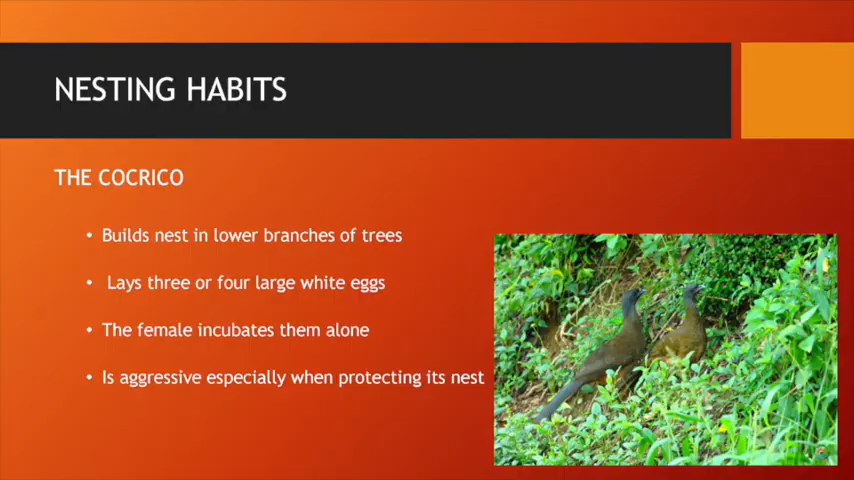 NESTING HABITS
THE COCRICO
• Builds nest in lower branches of trees
• Lays three or four large white eggs
• The female incubates them alone
• Is aggressive especially when protecting its nest